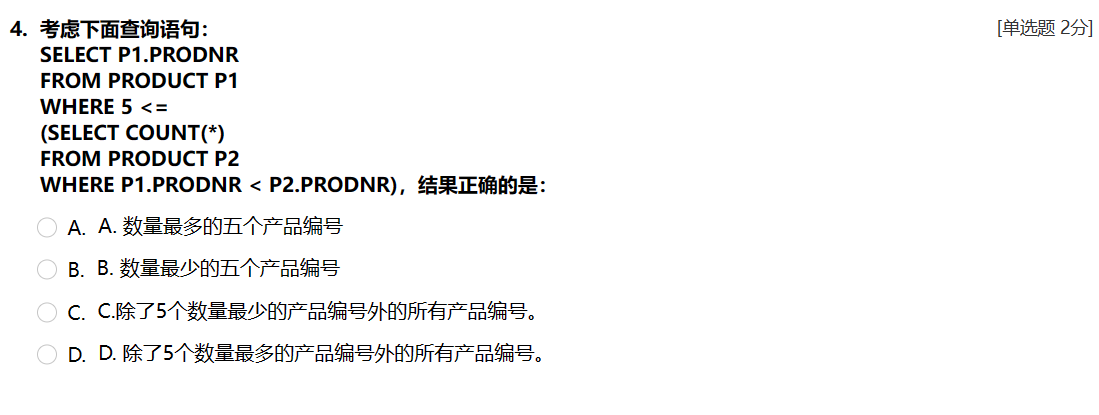 4. 考虑下面查询语句： [单选题 2分]
SELECT P1.PRODNR
FROM PRODUCT P1
WHERE 5 <=
(SELECT COUNT(*)
FROM PRODUCT P2
WHERE P1.PRODNR < P2.PRODNR)，结果正确的是：
A. A. 数量最多的五个产品编号
B. B. 数量最少的五个产品编号
C. C.除了5个数量最少的产品编号外的所有产品编号。
D. D. 除了5个数量最多的产品编号外的所有产品编号。